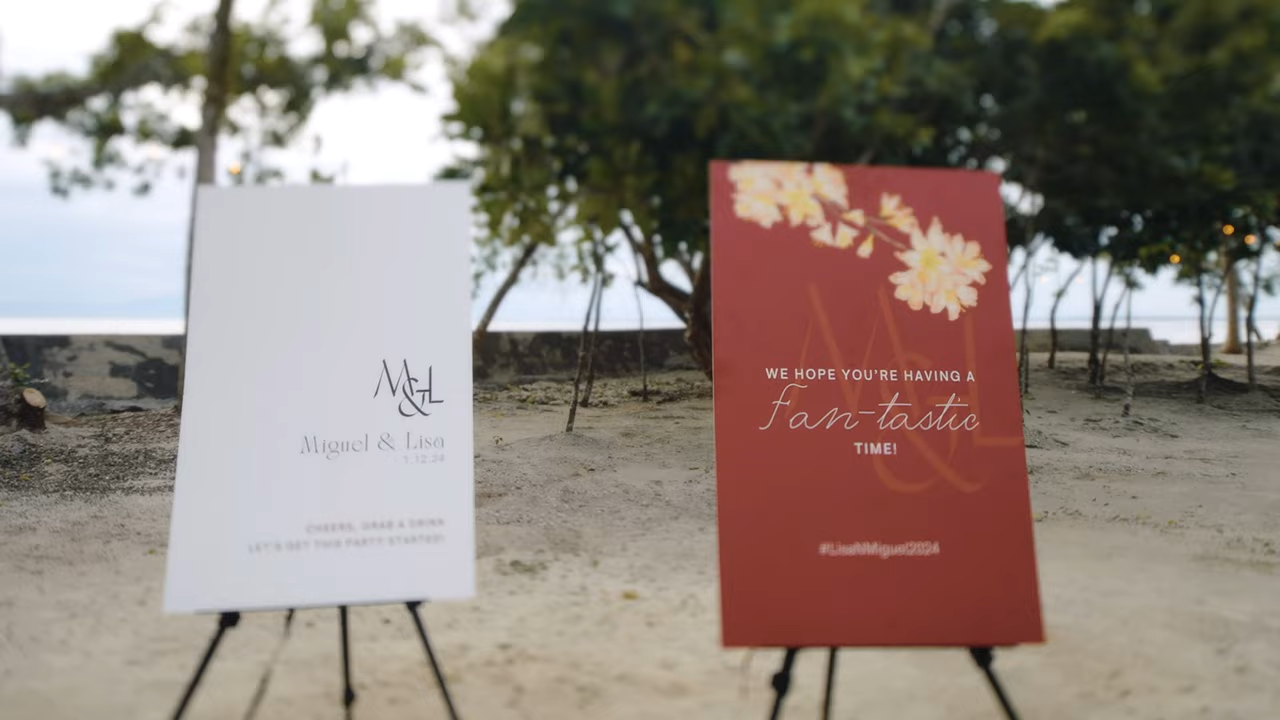 M&L
Miguel & Lisa
1.12.24
CHEERS, GRAB A DRINK
LET'S GET THIS PARTY STARTED!
M&L
WE HOPE YOU'RE HAVING A
fan-tastic
TIME!
#LisaNMiguel2024